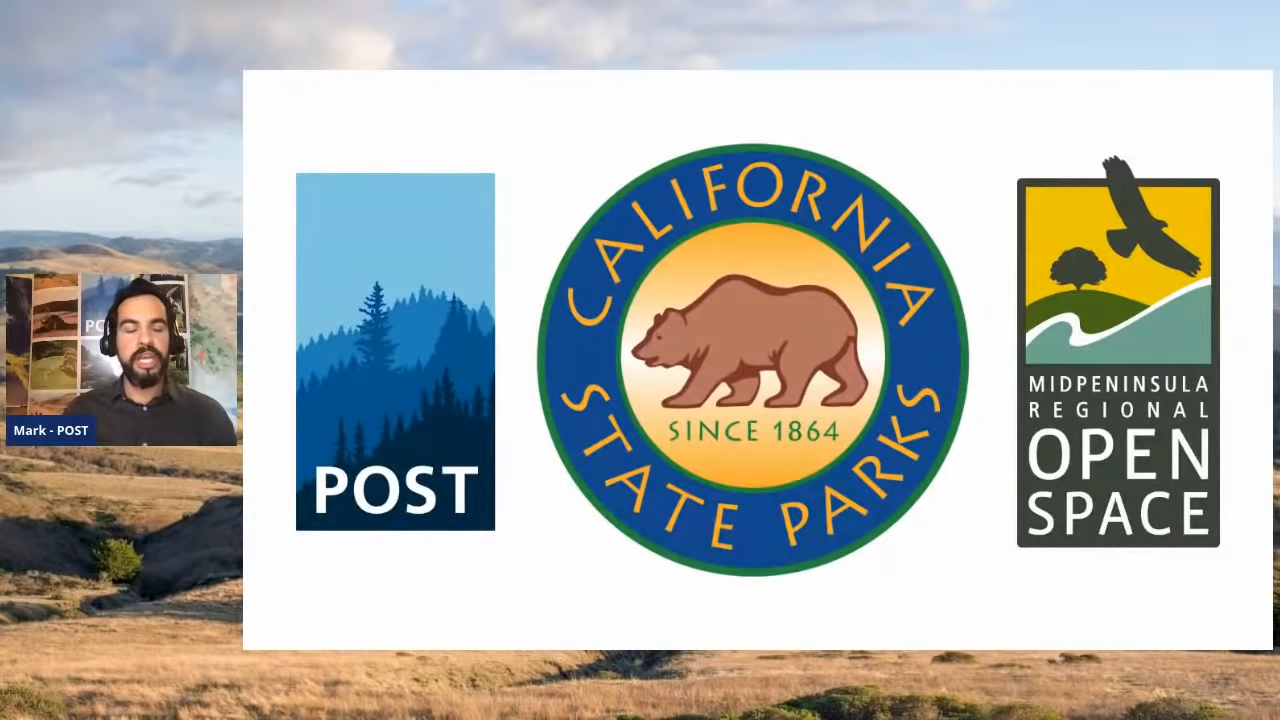 Mark - POST
POST
CALIFORNIA
STATE PARKS
SINCE 1864
MIDPENINSULA
REGIONAL
OPEN
SPACE